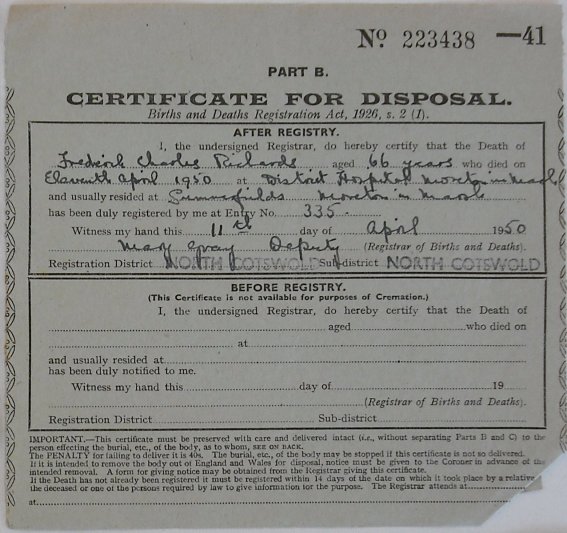 No 223438 —41
PART B.
CERTIFICATE FOR DISPOSAL.
Births and Deaths Registration Act, 1926, s. 2 (1).
AFTER REGISTRY.
I, the undersigned Registrar, do hereby certify that the Death of
Frederick Charles Richards aged 66 years who died on
Eleventh April 1950 at District Hospital Moreton in Marsh
and usually resided at Summerfields Moreton in Marsh
has been duly registered by me at Entry No. 335.
Witness my hand this 11th day of April 1950
Mary Gray Deputy (Registrar of Births and Deaths).
Registration District NORTH COTSWOLD Sub-district NORTH COTSWOLD
BEFORE REGISTRY.
(This Certificate is not available for purposes of Cremation.)
I, the undersigned Registrar, do hereby certify that the Death of
aged who died on
at
and usually resided at
has been duly notified to me.
Witness my hand this day of 19
(Registrar of Births and Deaths).
Registration District Sub-district
IMPORTANT.—This certificate must be preserved with care and delivered intact (i.e., without separating Parts B and C) to the
person effecting the burial, etc., of the body, as to whom, SEE ON BACK.
The PENALTY for failing to deliver it is 40s. The burial, etc., of the body may be stopped if this certificate is not so delivered.
If it is intended to remove the body out of England and Wales for disposal, notice must be given to the Coroner in advance of the
intended removal. A form for giving notice may be obtained from the Registrar giving this certificate.
If the Death has not already been registered it must be registered within 14 days of the date on which it took place by a relative
the deceased or one of the persons required by law to give information for the purpose. The Registrar attends at
at